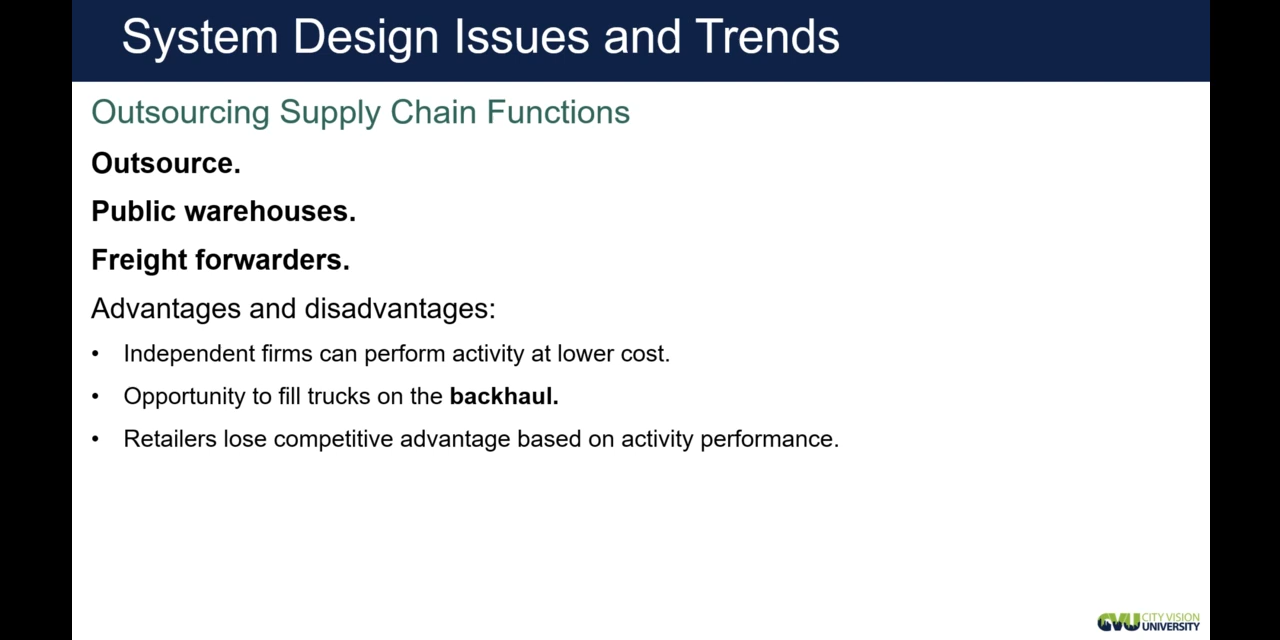 System Design Issues and Trends
Outsourcing Supply Chain Functions
Outsource.
Public warehouses.
Freight forwarders.
Advantages and disadvantages:
• Independent firms can perform activity at lower cost.
• Opportunity to fill trucks on the backhaul.
• Retailers lose competitive advantage based on activity performance.
CVU CITY VISION
UNIVERSITY